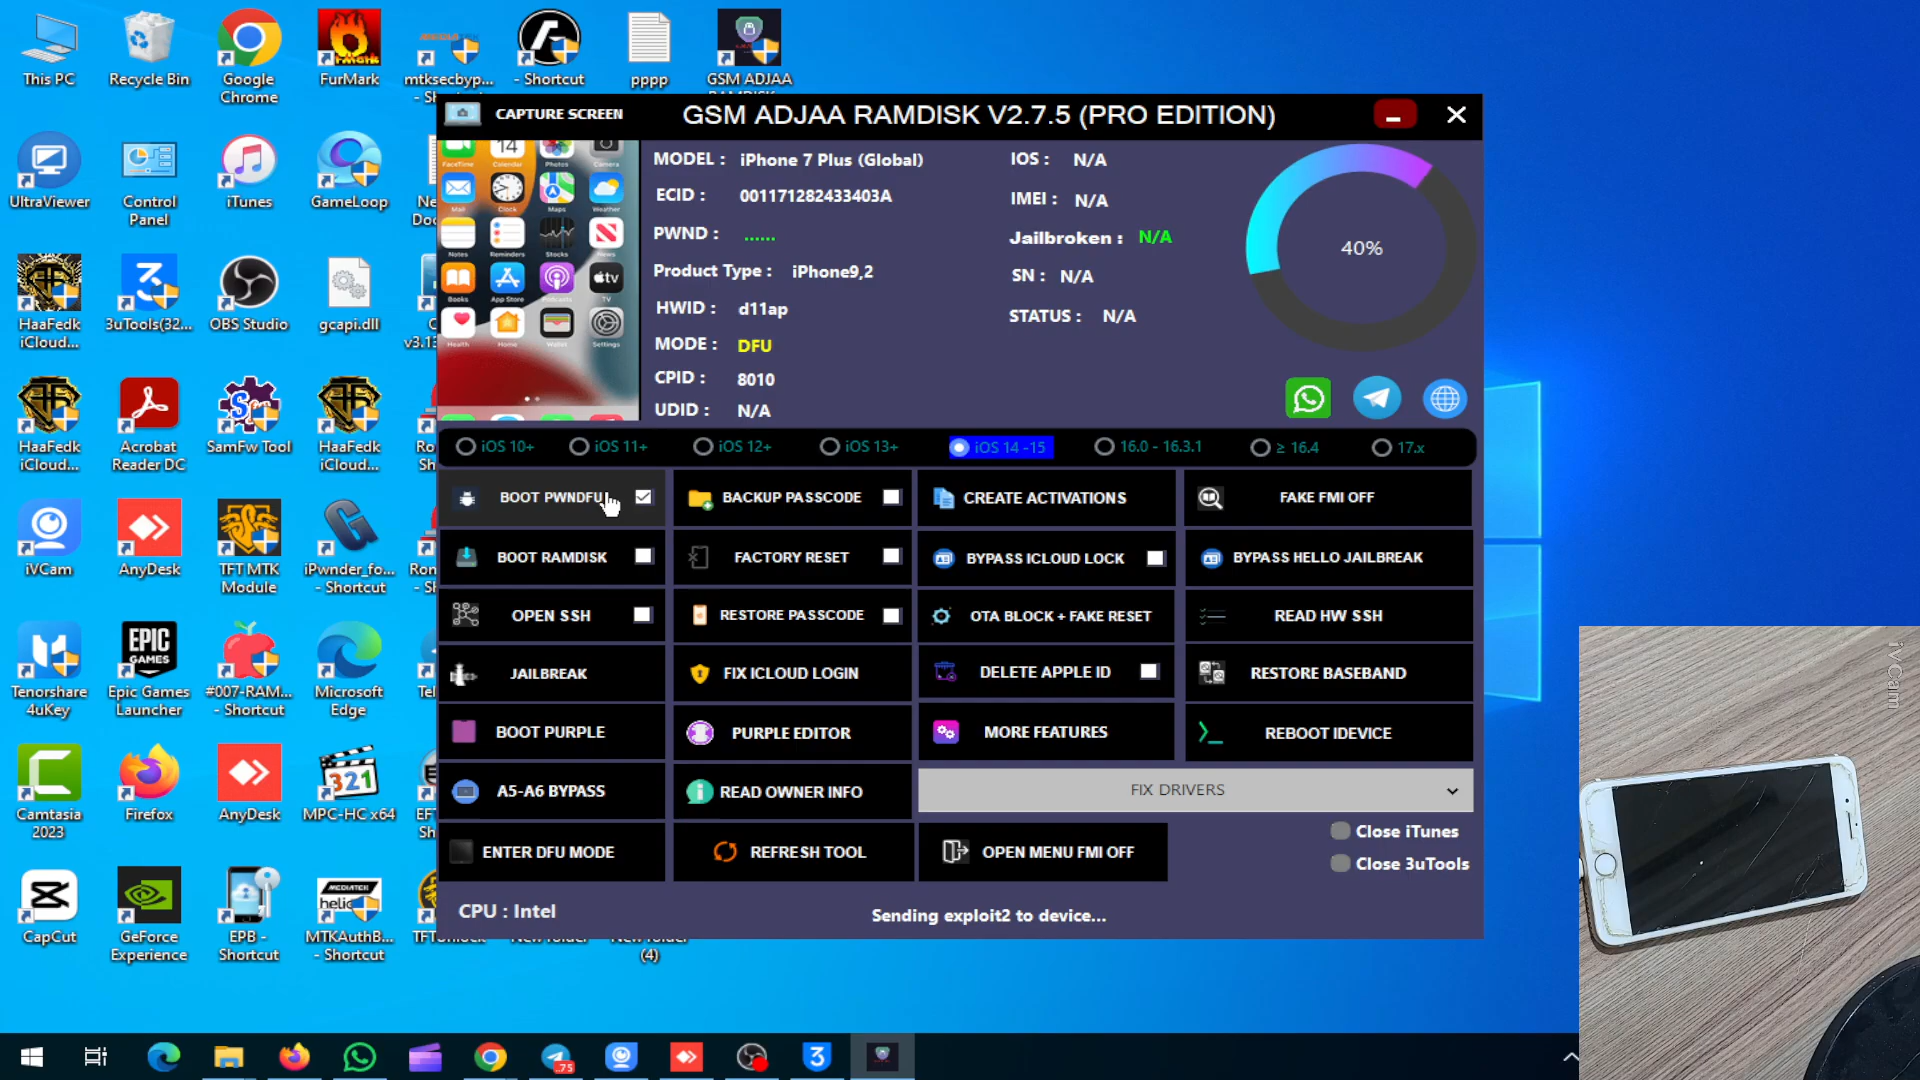 This PC
Recycle Bin
Google Chrome
FurMark
mtksecbyp... - Sh
- Shortcut
pppp
GSM ADJAA
UltraViewer
Control Panel
iTunes
GameLoop
HaaFedk iCloud...
3uTools(32...
OBS Studio
gcapi.dll
HaaFedk iCloud...
Acrobat Reader DC
SamFw Tool
HaaFedk iCloud...
iVCam
AnyDesk
TFT MTK Module
iPwnder_fo... - Shortcut
Tenorshare 4uKey
Epic Games Launcher
#007-RAM... - Shortcut
Microsoft Edge
Camtasia 2023
Firefox
AnyDesk
MPC-HC x64
CapCut
GeForce Experience
EPB - Shortcut
MTKAuthB... - Shortcut
(4)
CAPTURE SCREEN
GSM ADJAA RAMDISK V2.7.5 (PRO EDITION)
MODEL : iPhone 7 Plus (Global)
ECID : 001171282433403A
PWND : ......
Product Type : iPhone9,2
HWID : d11ap
MODE : DFU
CPID : 8010
UDID : N/A
IOS : N/A
IMEI : N/A
Jailbroken : N/A
SN : N/A
STATUS : N/A
40%
iOS 10+
iOS 11+
iOS 12+
iOS 13+
iOS 14 -15
16.0 - 16.3.1
≥ 16.4
17.x
BOOT PWNDFU
BACKUP PASSCODE
CREATE ACTIVATIONS
FAKE FMI OFF
BOOT RAMDISK
FACTORY RESET
BYPASS ICLOUD LOCK
BYPASS HELLO JAILBREAK
OPEN SSH
RESTORE PASSCODE
OTA BLOCK + FAKE RESET
READ HW SSH
JAILBREAK
FIX ICLOUD LOGIN
DELETE APPLE ID
RESTORE BASEBAND
BOOT PURPLE
PURPLE EDITOR
MORE FEATURES
REBOOT IDEVICE
A5-A6 BYPASS
READ OWNER INFO
FIX DRIVERS
Close iTunes
Close 3uTools
ENTER DFU MODE
REFRESH TOOL
OPEN MENU FMI OFF
CPU : Intel
Sending exploit2 to device...
iVCam